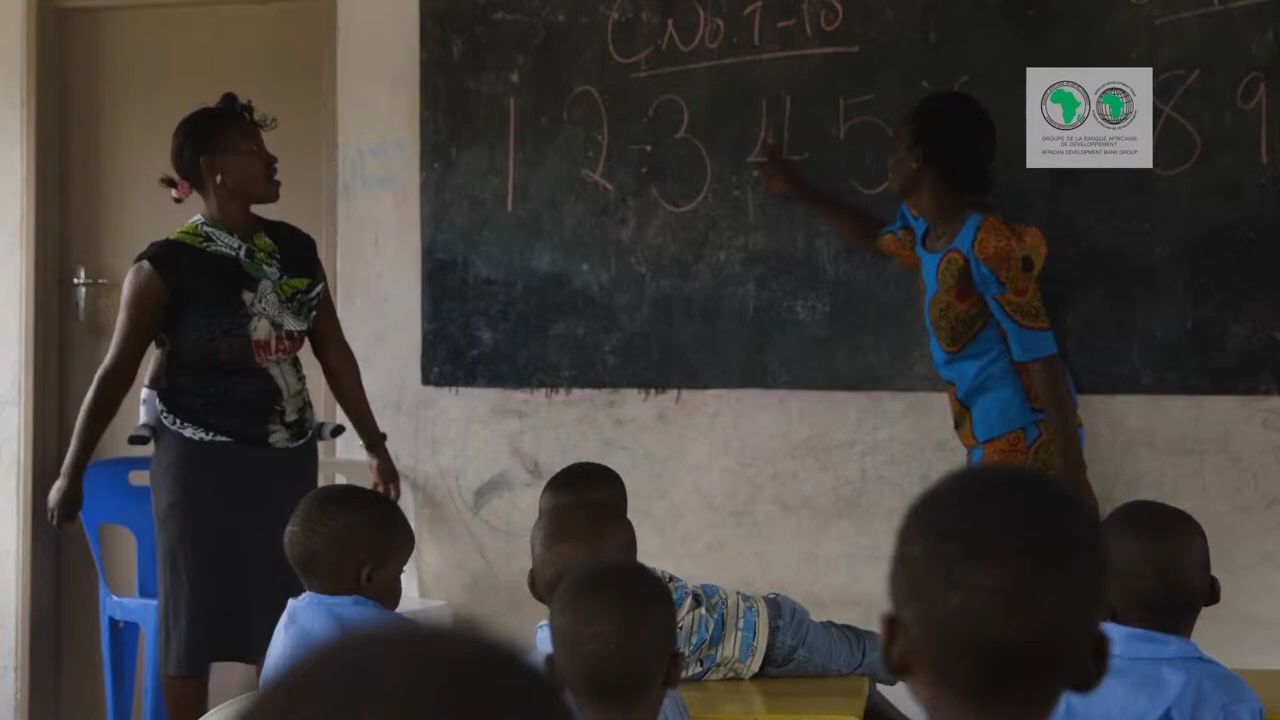 CNo. 1-10
1 2 3 4 5 8 9
GROUPE DE LA BANQUE AFRICAINE
DE DÉVELOPPEMENT
AFRICAN DEVELOPMENT BANK GROUP